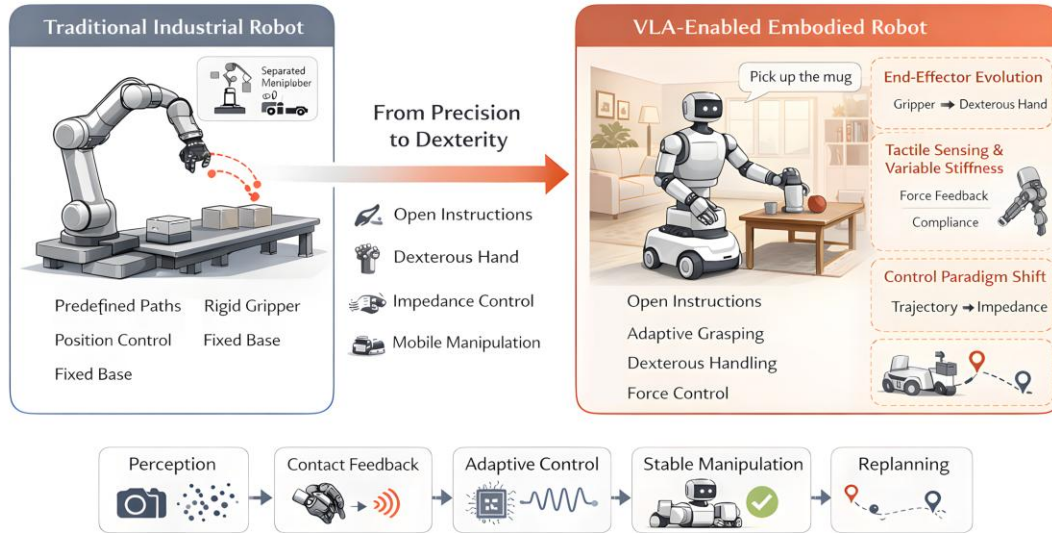 Traditional Industrial Robot
Separated
Meniplober
Predefined Paths
Rigid Gripper
Position Control
Fixed Base
Fixed Base
From Precision
to Dexterity
Open Instructions
Dexterous Hand
Impedance Control
Mobile Manipulation
VLA-Enabled Embodied Robot
Pick up the mug
Open Instructions
Adaptive Grasping
Dexterous Handling
Force Control
End-Effector Evolution
Gripper → Dexterous Hand
Tactile Sensing &
Variable Stiffness
Force Feedback
Compliance
Control Paradigm Shift
Trajectory → Impedance
Perception
Contact Feedback
Adaptive Control
Stable Manipulation
Replanning